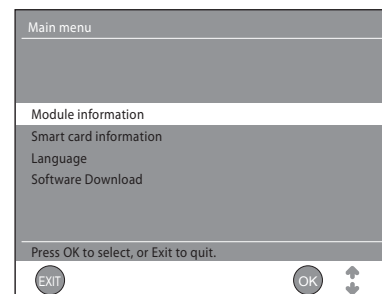 Main menu
Module information
Smart card information
Language
Software Download
Press OK to select, or Exit to quit.
EXIT OK